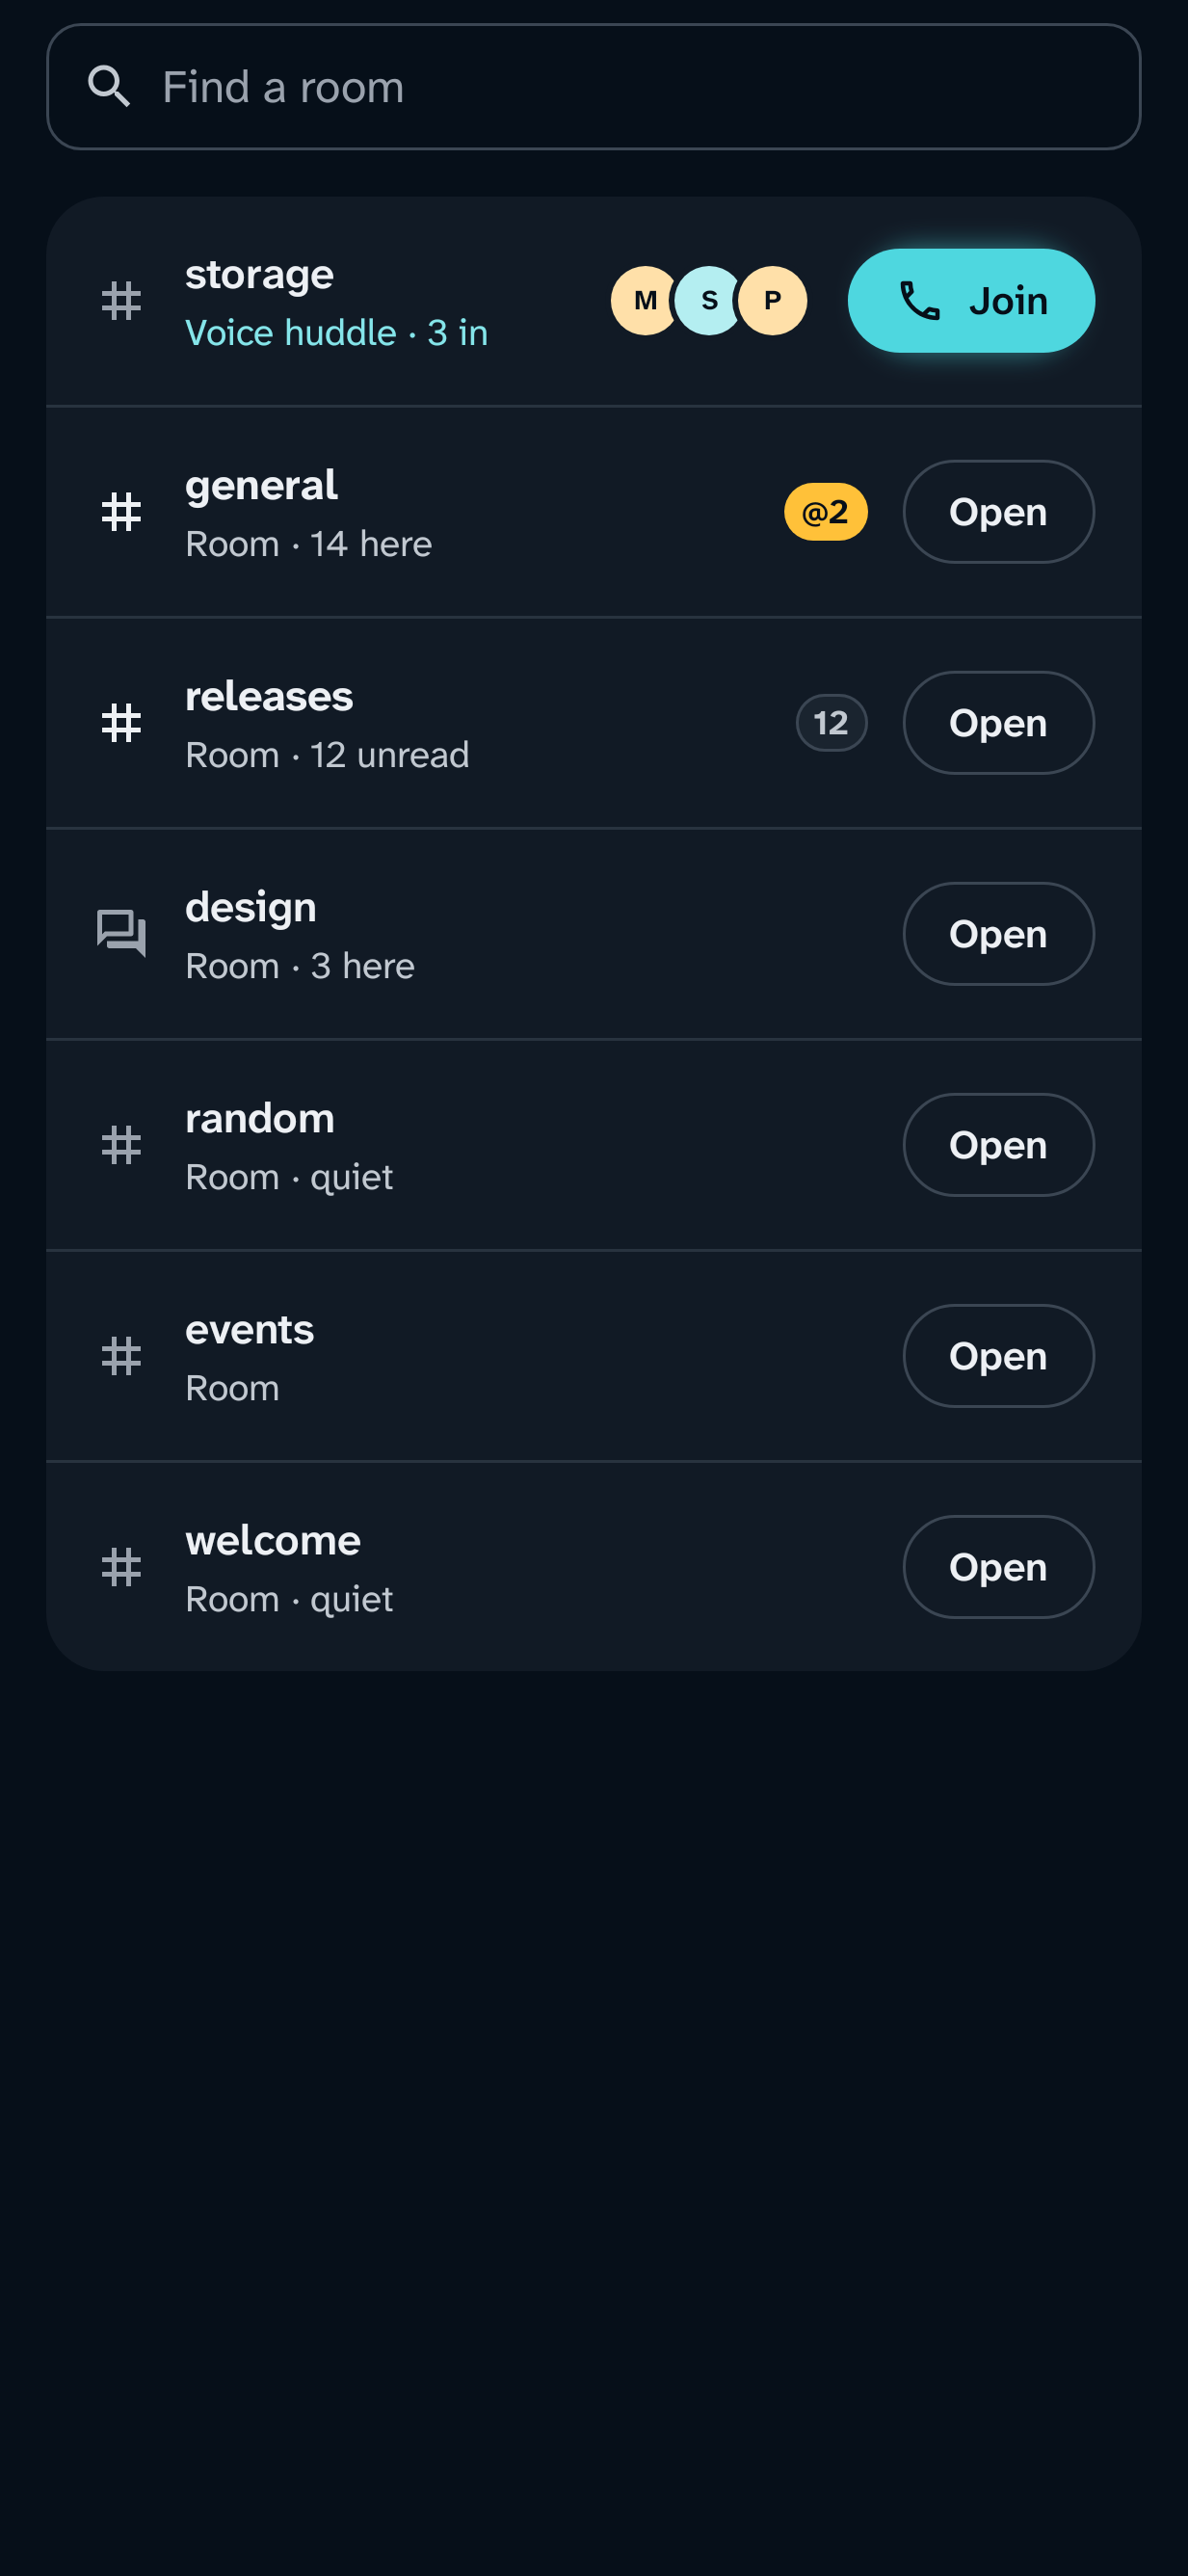 Find a room
storage
Voice huddle · 3 in
M S P
Join
general
Room · 14 here
@2
Open
releases
Room · 12 unread
12
Open
design
Room · 3 here
Open
random
Room · quiet
Open
events
Room
Open
welcome
Room · quiet
Open